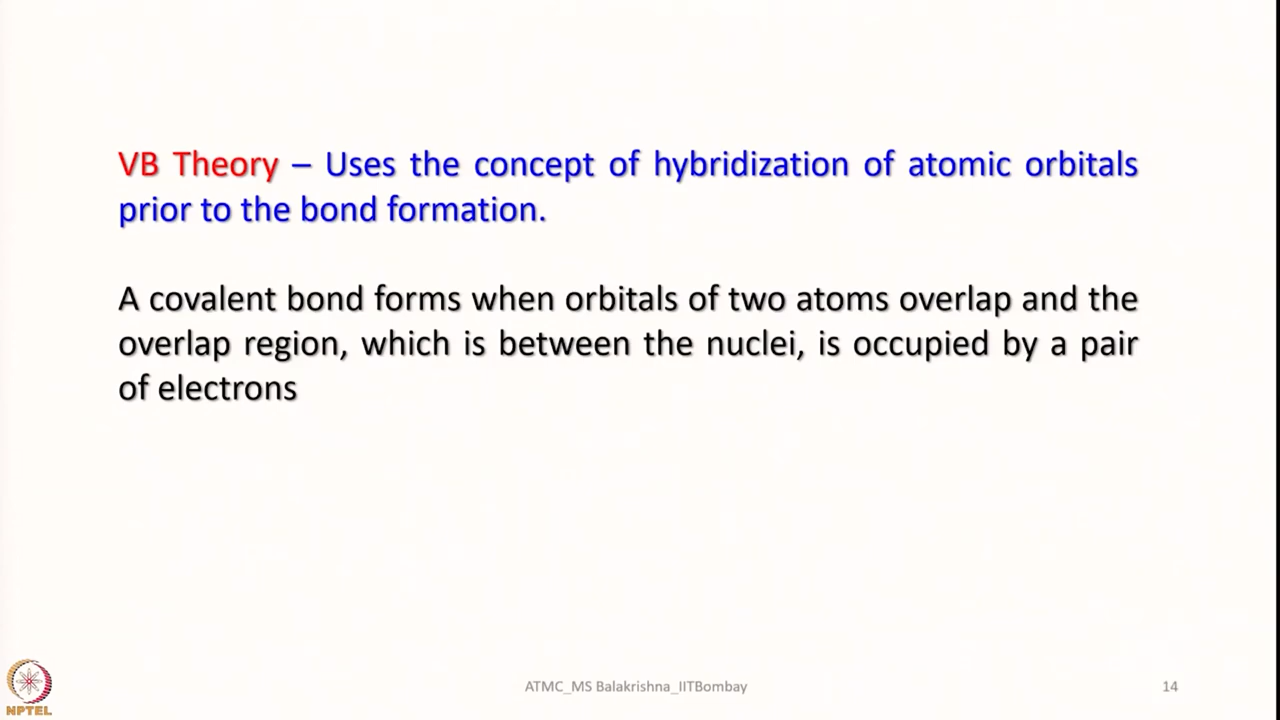 VB Theory – Uses the concept of hybridization of atomic orbitals
prior to the bond formation.
A covalent bond forms when orbitals of two atoms overlap and the
overlap region, which is between the nuclei, is occupied by a pair
of electrons
NPTEL
ATMC_MS Balakrishna_IITBombay
14